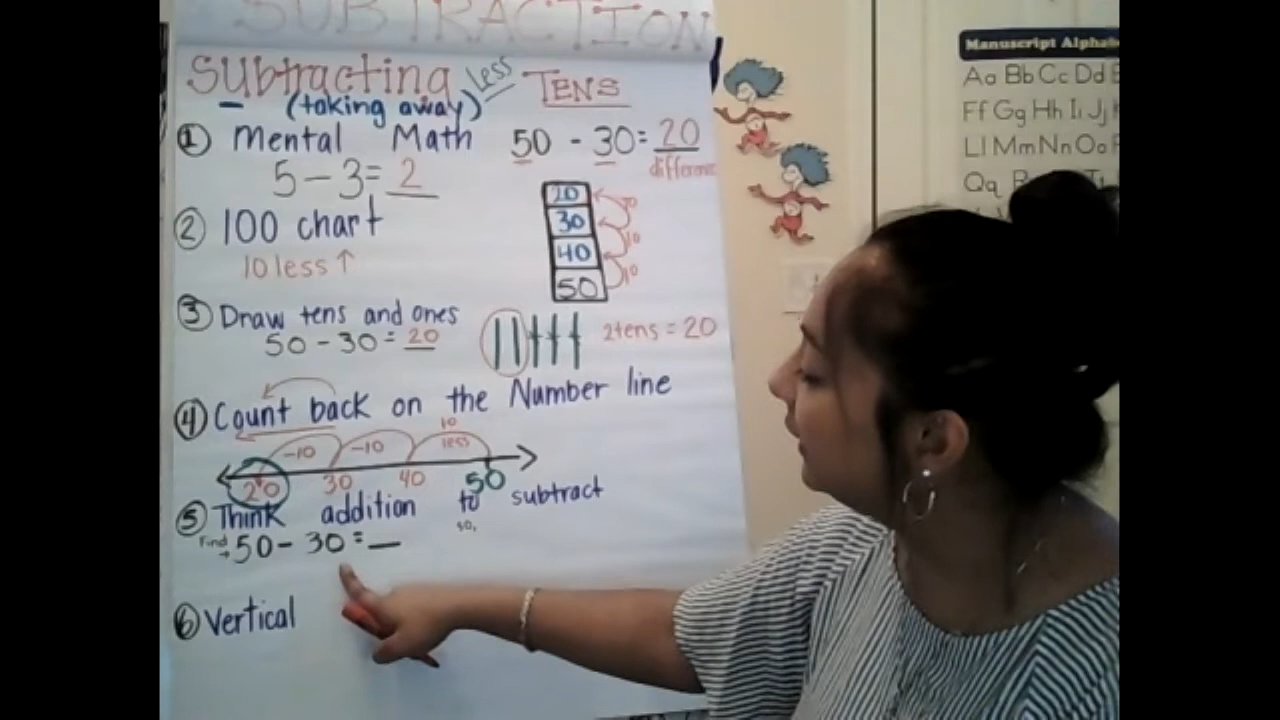 SUBTRACTION
Subtracting less TENS
– (taking away)
① Mental Math 50 - 30 = 20
5 – 3 = 2
② 100 chart
10 less ↑
20
30
40
50
10
10
10
③ Draw tens and ones
50 - 30 = 20
2 tens = 20
④ Count back on the Number line
-10 -10 10 less
20 30 40 50
⑤ Think addition to subtract
so,
Find → 50 - 30 = __
⑥ Vertical
Manuscript
Aa Bb Cc Dd
Ff Gg Hh Ii Jj
Ll Mm Nn Oo
Qq